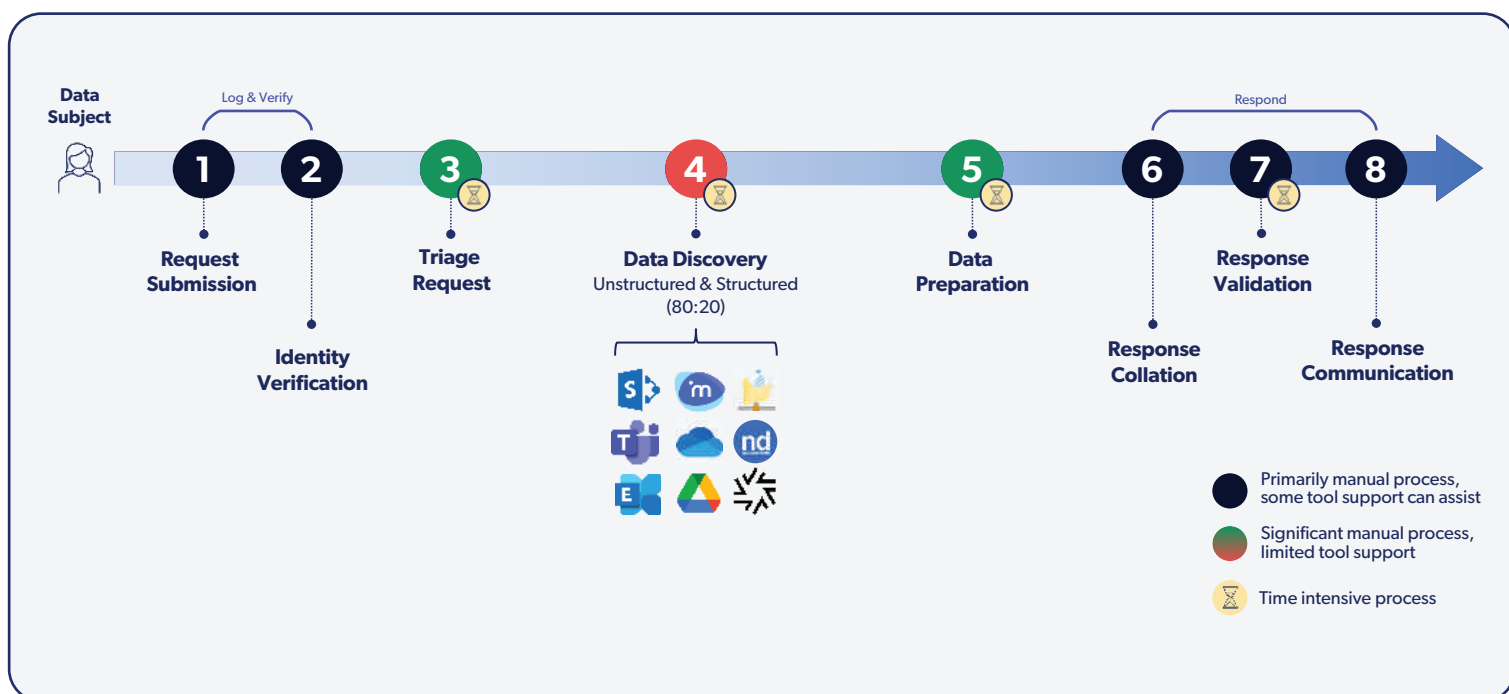 Data
Subject
Log & Verify
Respond
1
2
3
4
5
6
7
8
Request
Submission
Identity
Verification
Triage
Request
Data Discovery
Unstructured & Structured
(80:20)
S
m
T
nd
E
Data
Preparation
Response
Collation
Response
Validation
Response
Communication
Primarily manual process,
some tool support can assist
Significant manual process,
limited tool support
Time intensive process